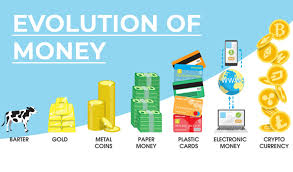 EVOLUTION OF
MONEY
BARTER
GOLD
METAL
COINS
PAPER
MONEY
PLASTIC
CARDS
ELECTRONIC
MONEY
CRYPTO
CURRENCY